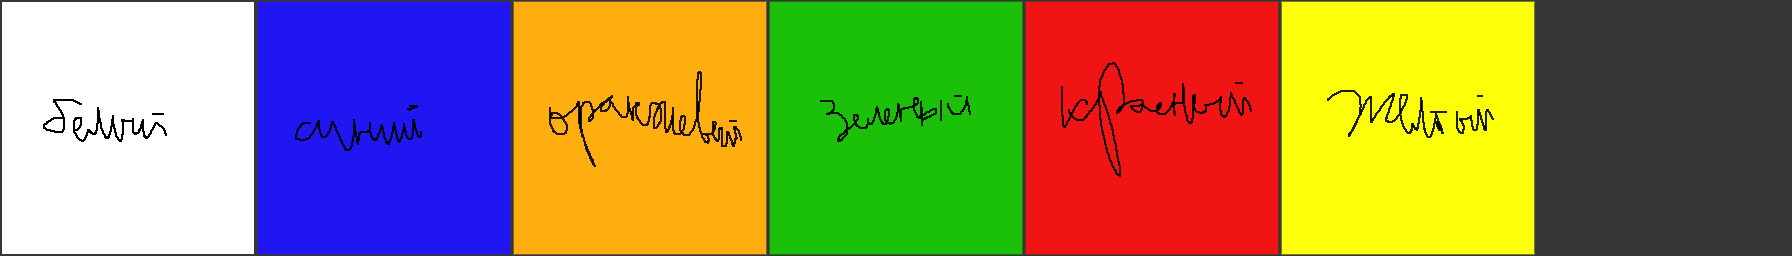 белый
синий
оранжевый
зеленый
красный
желтый